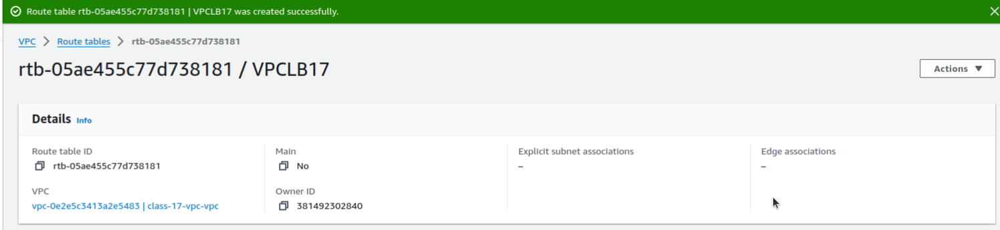 Route table rtb-05ae455c77d738181 | VPCLB17 was created successfully.
VPC > Route tables > rtb-05ae455c77d738181
rtb-05ae455c77d738181 / VPCLB17
Actions
Details Info
Route table ID
rtb-05ae455c77d738181
Main
No
Explicit subnet associations
–
Edge associations
–
VPC
vpc-0e2e5c3413a2e5483 | class-17-vpc-vpc
Owner ID
381492302840